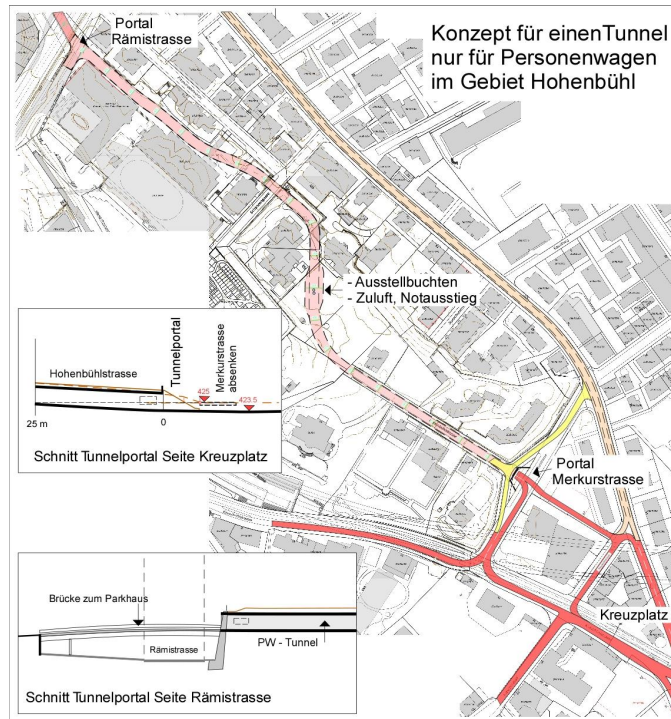 Konzept für einen Tunnel
nur für Personenwagen
im Gebiet Hohenbühl
Portal
Rämistrasse
- Ausstellbuchten
- Zuluft, Notausstieg
Hohenbühlstrasse
Tunnelportal
Merkurstrasse
absenken
425
423.5
25 m
0
Schnitt Tunnelportal Seite Kreuzplatz
Portal
Merkurstrasse
Kreuzplatz
Brücke zum Parkhaus
Rämistrasse
PW - Tunnel
Schnitt Tunnelportal Seite Rämistrasse